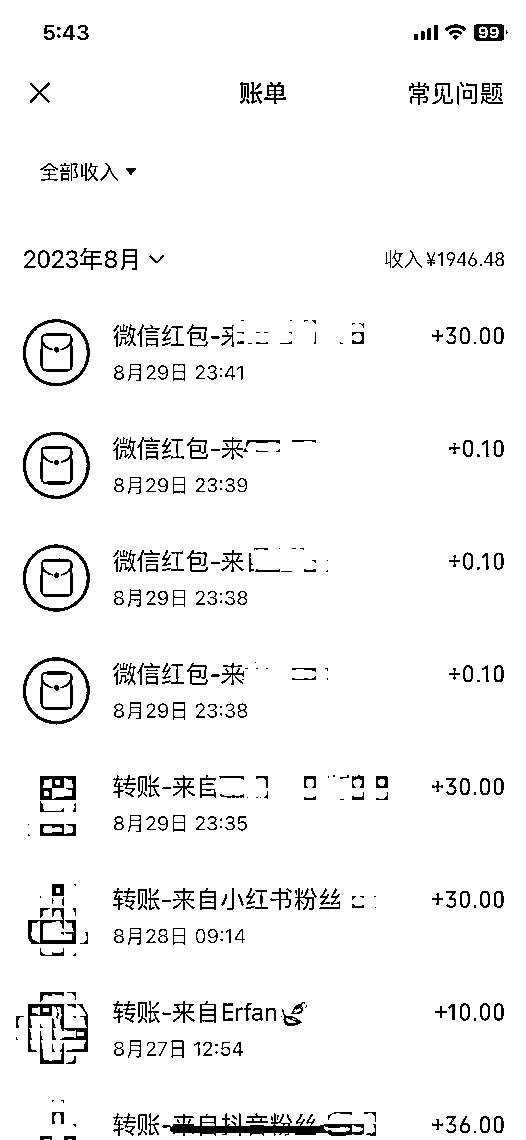 5:43
99
账单
常见问题
全部收入
2023年8月
收入¥1946.48
微信红包-来
+30.00
8月29日 23:41
微信红包-来
+0.10
8月29日 23:39
微信红包-来
+0.10
8月29日 23:38
微信红包-来
+0.10
8月29日 23:38
转账-来自
+30.00
8月29日 23:35
转账-来自小红书粉丝
+30.00
8月28日 09:14
转账-来自Erfan
+10.00
8月27日 12:54
转账-来自抖音粉丝
+36.00